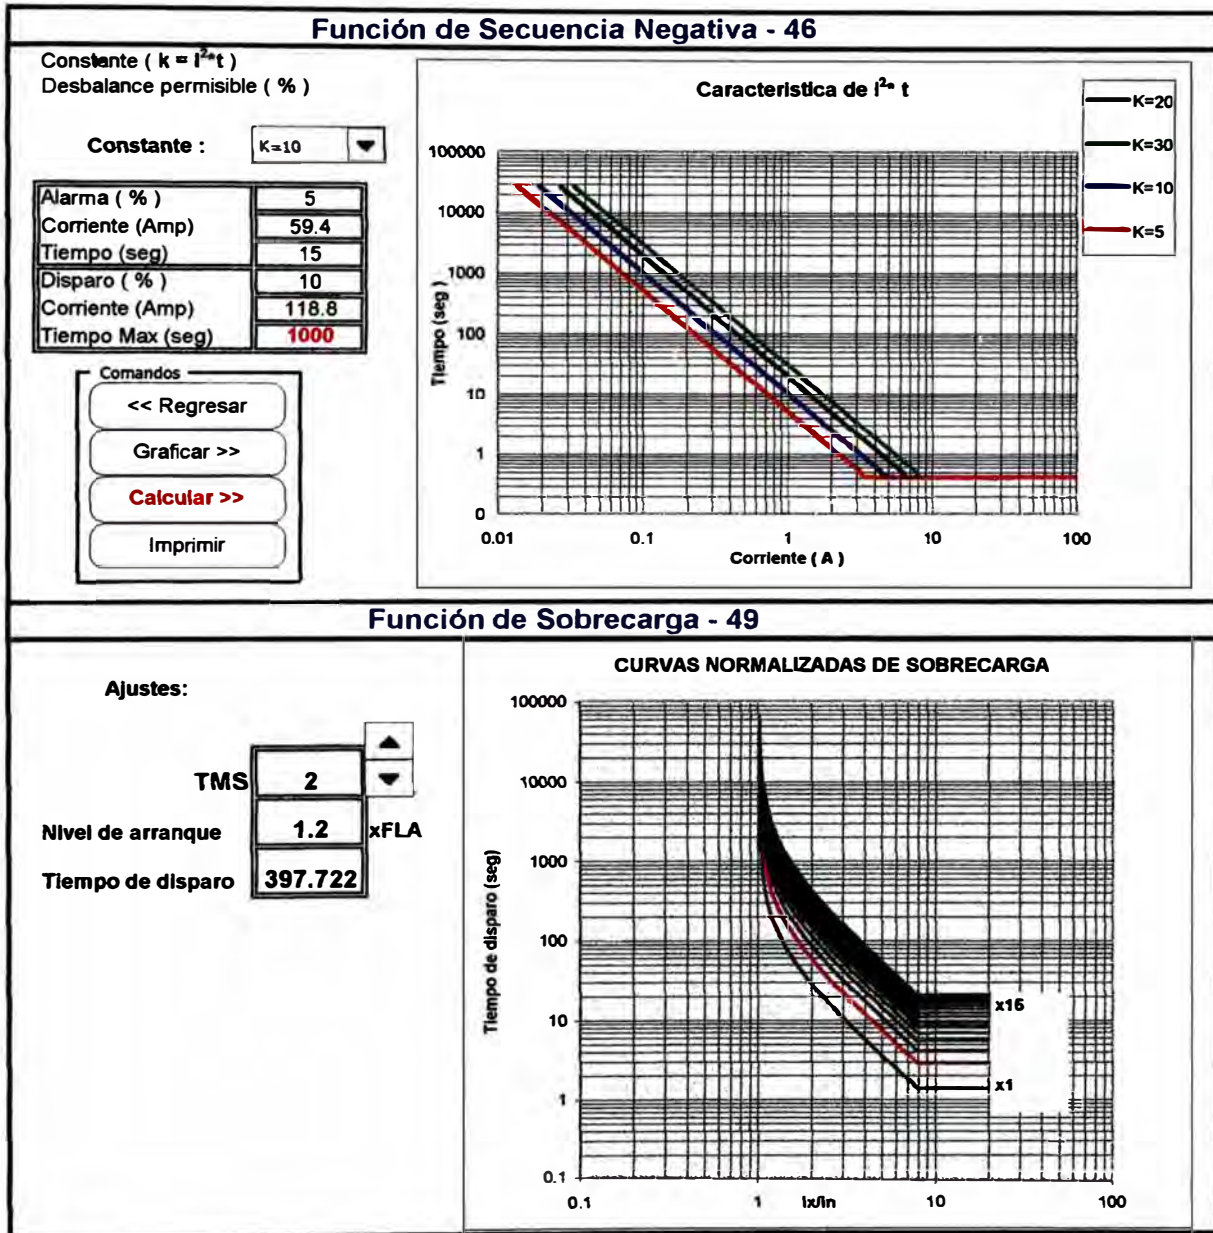 Función de Secuencia Negativa - 46
Constante ( k = I²*t )
Desbalance permisible ( % )
Constante :
K=10
Alarma ( % ) 5
Corriente (Amp) 59.4
Tiempo (seg) 15
Disparo ( % ) 10
Corriente (Amp) 118.8
Tiempo Max (seg) 1000
Comandos
<< Regresar
Graficar >>
Calcular >>
Imprimir
Caracteristica de I²* t
K=20
K=30
K=10
K=5
Tiempo (seg )
100000
10000
1000
100
10
1
0
0.01 0.1 1 10 100
Corriente ( A )
Función de Sobrecarga - 49
Ajustes:
TMS 2
Nivel de arranque 1.2 xFLA
Tiempo de disparo 397.722
CURVAS NORMALIZADAS DE SOBRECARGA
Tiempo de disparo (seg)
100000
10000
1000
100
10
1
0.1
x16
x1
0.1 1 10 100
Ix/In